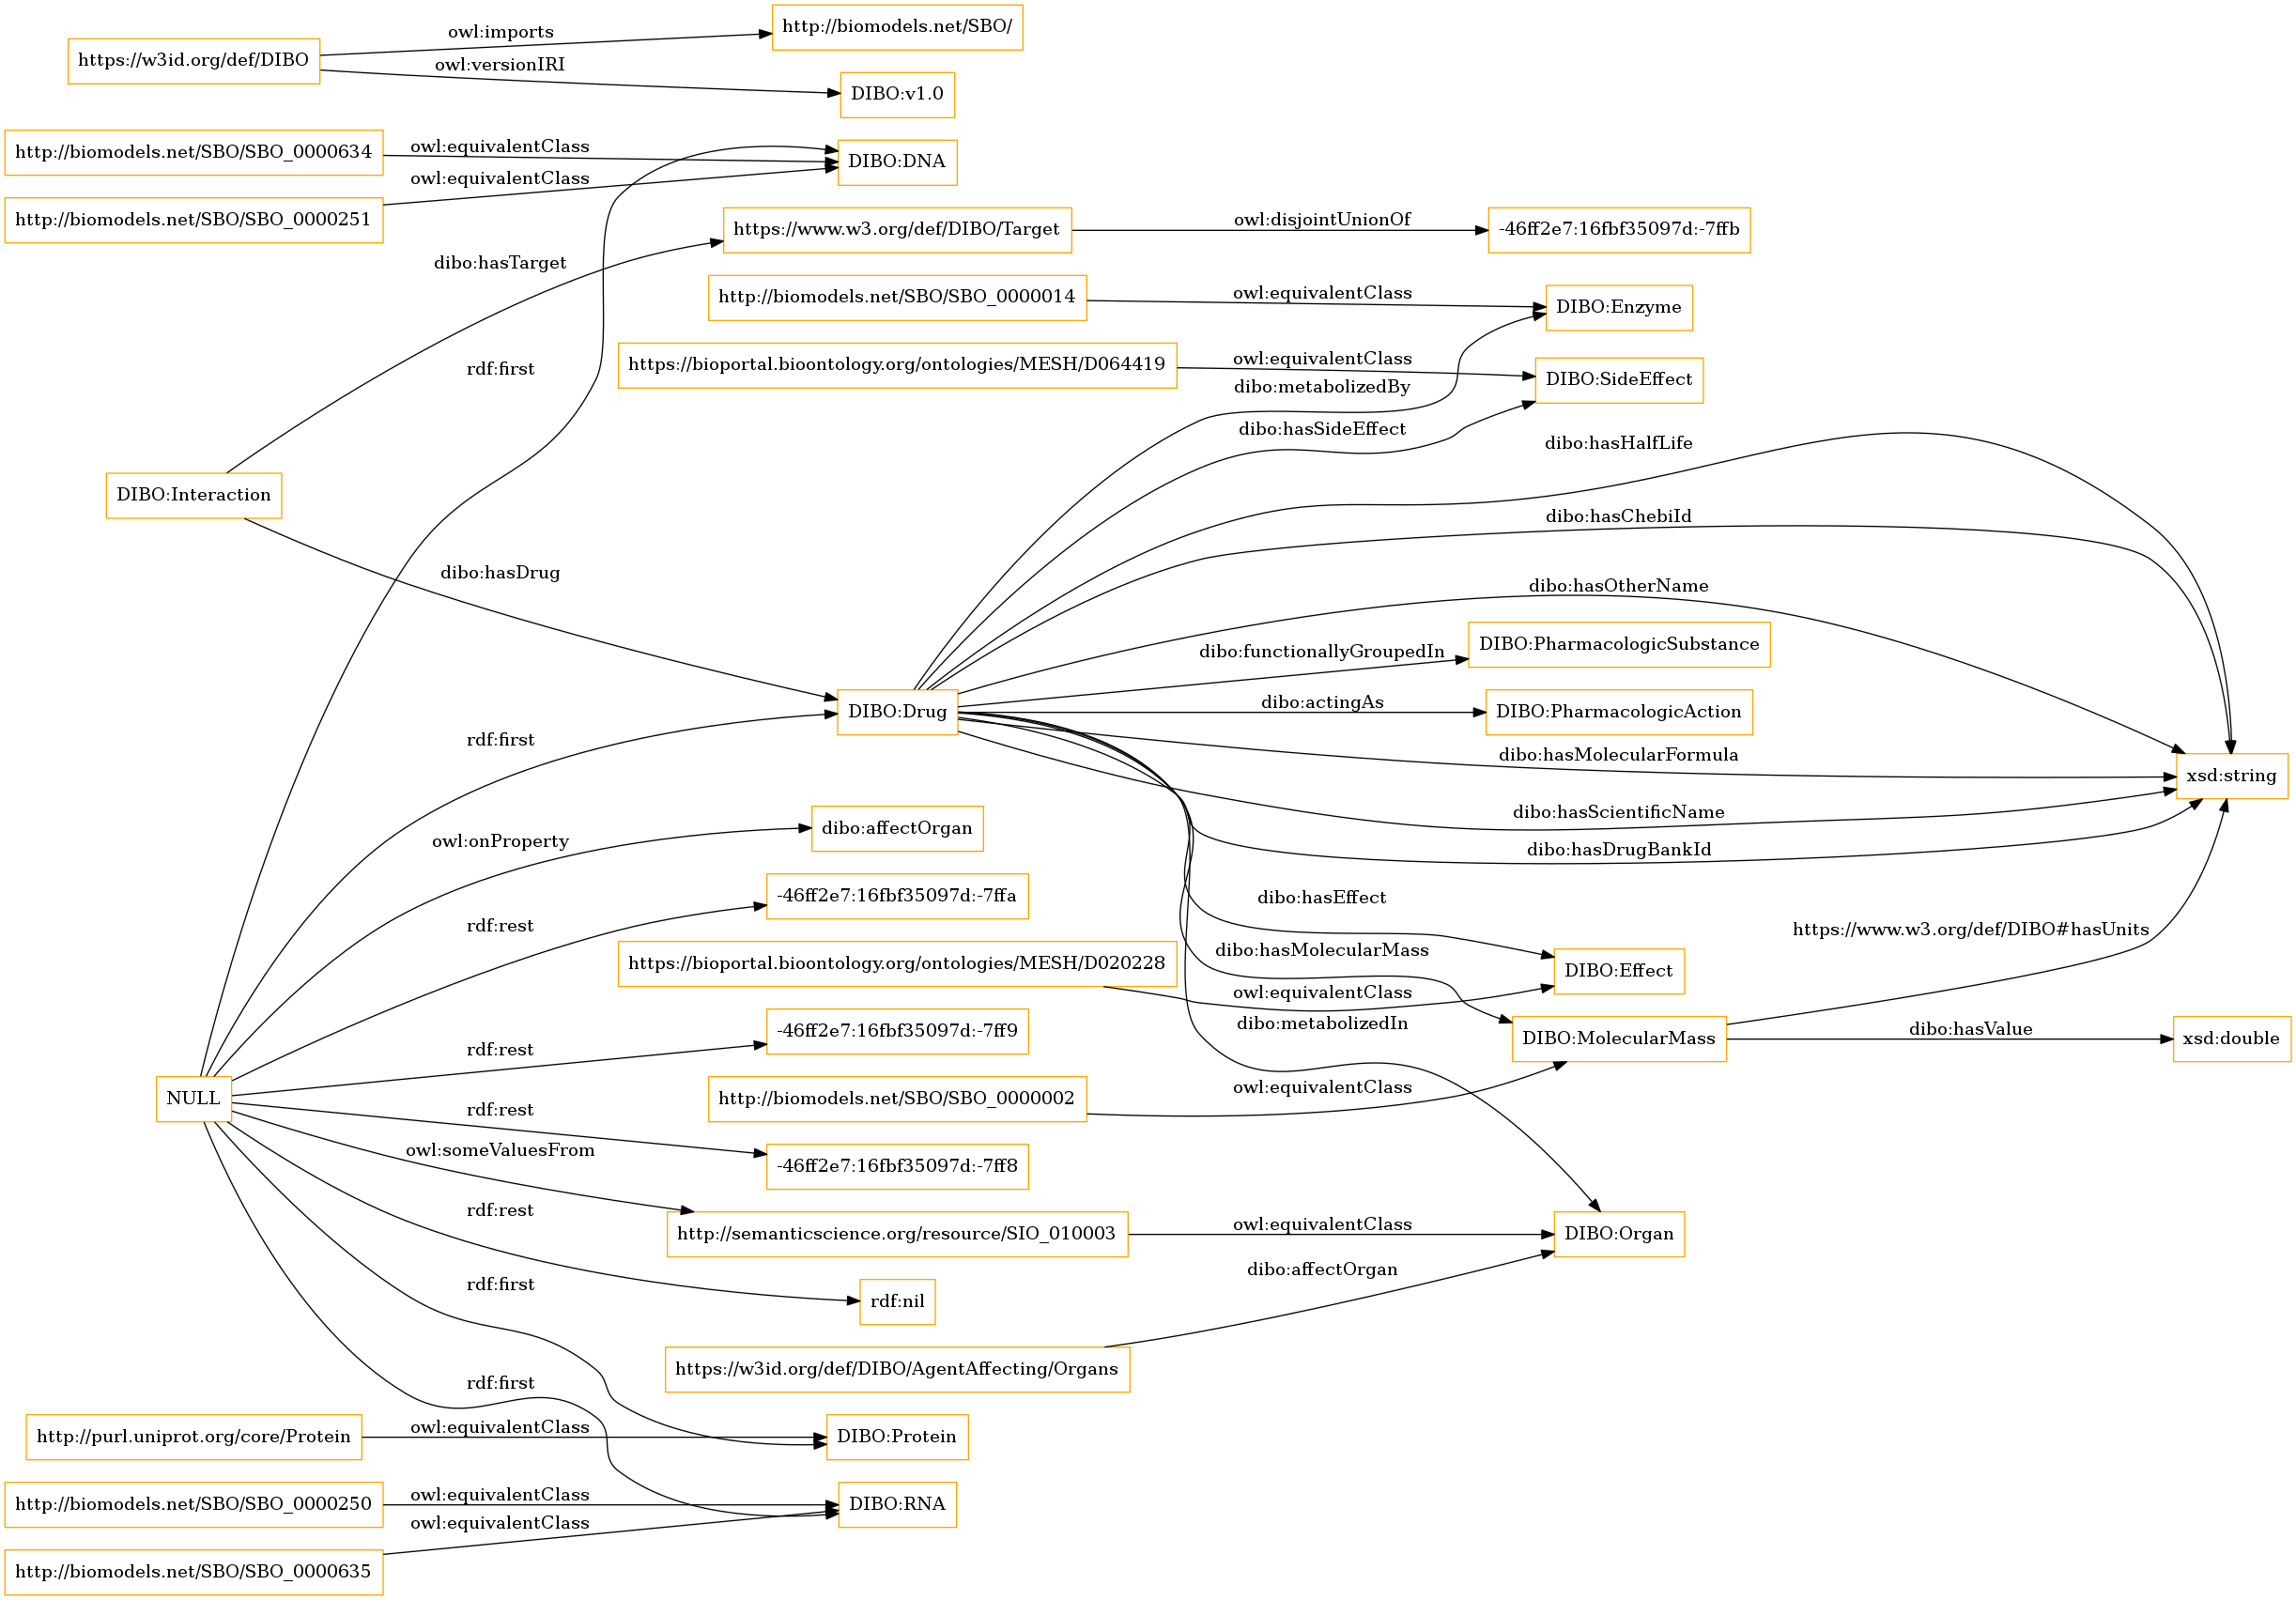 http://biomodels.net/SBO/
owl:imports
https://w3id.org/def/DIBO
owl:versionIRI
DIBO:v1.0
http://biomodels.net/SBO/SBO_0000634
owl:equivalentClass
DIBO:DNA
owl:equivalentClass
http://biomodels.net/SBO/SBO_0000251
https://www.w3.org/def/DIBO/Target
owl:disjointUnionOf
-46ff2e7:16fbf35097d:-7ffb
dibo:hasTarget
http://biomodels.net/SBO/SBO_0000014
owl:equivalentClass
DIBO:Enzyme
rdf:first
https://bioportal.bioontology.org/ontologies/MESH/D064419
owl:equivalentClass
DIBO:SideEffect
dibo:metabolizedBy
dibo:hasSideEffect
dibo:hasHalfLife
DIBO:Interaction
dibo:hasChebiId
dibo:hasDrug
dibo:hasOtherName
dibo:functionallyGroupedIn
DIBO:PharmacologicSubstance
DIBO:Drug
dibo:actingAs
DIBO:PharmacologicAction
rdf:first
dibo:hasMolecularFormula
xsd:string
dibo:hasScientificName
dibo:affectOrgan
owl:onProperty
dibo:hasDrugBankId
-46ff2e7:16fbf35097d:-7ffa
dibo:hasEffect
rdf:rest
https://www.w3.org/def/DIBO#hasUnits
dibo:hasMolecularMass
https://bioportal.bioontology.org/ontologies/MESH/D020228
owl:equivalentClass
DIBO:Effect
-46ff2e7:16fbf35097d:-7ff9
rdf:rest
dibo:metabolizedIn
DIBO:MolecularMass
dibo:hasValue
xsd:double
NULL
http://biomodels.net/SBO/SBO_0000002
owl:equivalentClass
rdf:rest
owl:someValuesFrom
-46ff2e7:16fbf35097d:-7ff8
rdf:rest
http://semanticscience.org/resource/SIO_010003
owl:equivalentClass
DIBO:Organ
rdf:first
rdf:nil
dibo:affectOrgan
https://w3id.org/def/DIBO/AgentAffecting/Organs
rdf:first
http://purl.uniprot.org/core/Protein
owl:equivalentClass
DIBO:Protein
http://biomodels.net/SBO/SBO_0000250
owl:equivalentClass
DIBO:RNA
owl:equivalentClass
http://biomodels.net/SBO/SBO_0000635